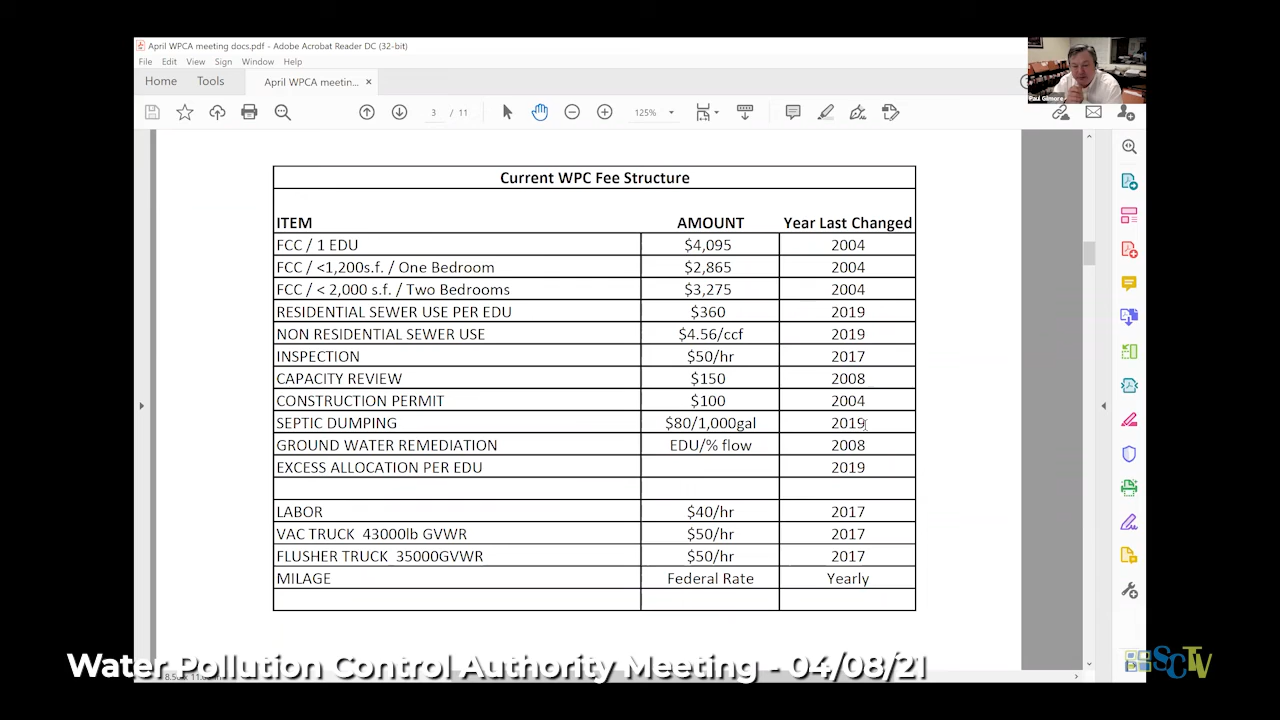 April WPCA meeting docs.pdf - Adobe Acrobat Reader DC (32-bit)
File Edit View Sign Window Help
Home Tools April WPCA meetin... ×
3 / 11 125%
Paul Gilmore
Current WPC Fee Structure
ITEM AMOUNT Year Last Changed
FCC / 1 EDU $4,095 2004
FCC / <1,200s.f. / One Bedroom $2,865 2004
FCC / < 2,000 s.f. / Two Bedrooms $3,275 2004
RESIDENTIAL SEWER USE PER EDU $360 2019
NON RESIDENTIAL SEWER USE $4.56/ccf 2019
INSPECTION $50/hr 2017
CAPACITY REVIEW $150 2008
CONSTRUCTION PERMIT $100 2004
SEPTIC DUMPING $80/1,000gal 2019
GROUND WATER REMEDIATION EDU/% flow 2008
EXCESS ALLOCATION PER EDU 2019
LABOR $40/hr 2017
VAC TRUCK 43000lb GVWR $50/hr 2017
FLUSHER TRUCK 35000GVWR $50/hr 2017
MILAGE Federal Rate Yearly
Water Pollution Control Authority Meeting - 04/08/21
SCTV